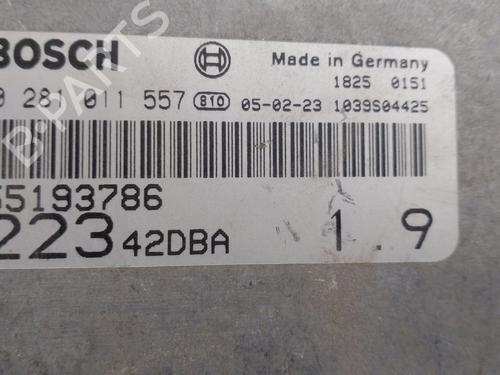 BOSCH
Made in Germany
1825 0151
281 011 557 810 05-02-23 1039S04425
55193786
223 42DBA 1.9
B-PARTS